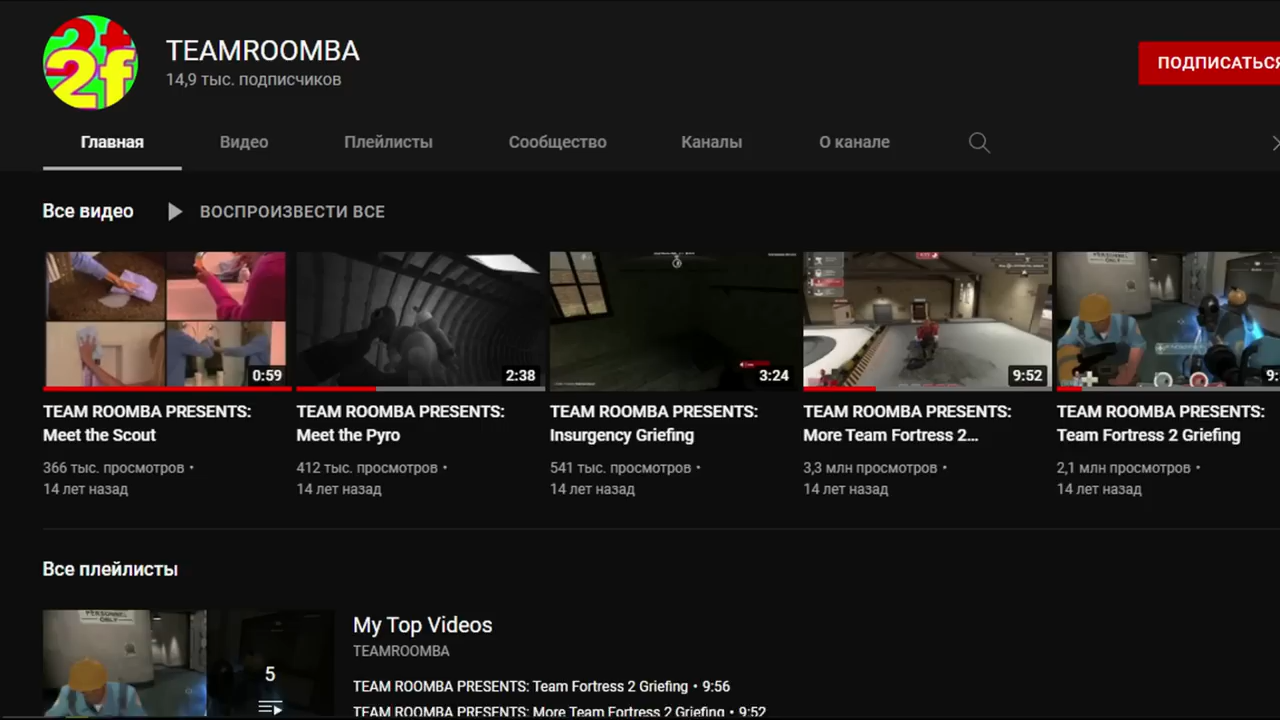 TEAMROOMBA
14,9 тыс. подписчиков
ПОДПИСАТЬСЯ
Главная
Видео
Плейлисты
Сообщество
Каналы
О канале
Все видео
ВОСПРОИЗВЕСТИ ВСЕ
0:59
2:38
3:24
9:52
9:
TEAM ROOMBA PRESENTS:
Meet the Scout
366 тыс. просмотров •
14 лет назад
TEAM ROOMBA PRESENTS:
Meet the Pyro
412 тыс. просмотров •
14 лет назад
TEAM ROOMBA PRESENTS:
Insurgency Griefing
541 тыс. просмотров •
14 лет назад
TEAM ROOMBA PRESENTS:
More Team Fortress 2...
3,3 млн просмотров •
14 лет назад
TEAM ROOMBA PRESENTS:
Team Fortress 2 Griefing
2,1 млн просмотров •
14 лет назад
Все плейлисты
PERSONNEL
ONLY
5
My Top Videos
TEAMROOMBA
TEAM ROOMBA PRESENTS: Team Fortress 2 Griefing • 9:56
TEAM ROOMBA PRESENTS: More Team Fortress 2 Griefing • 9:52